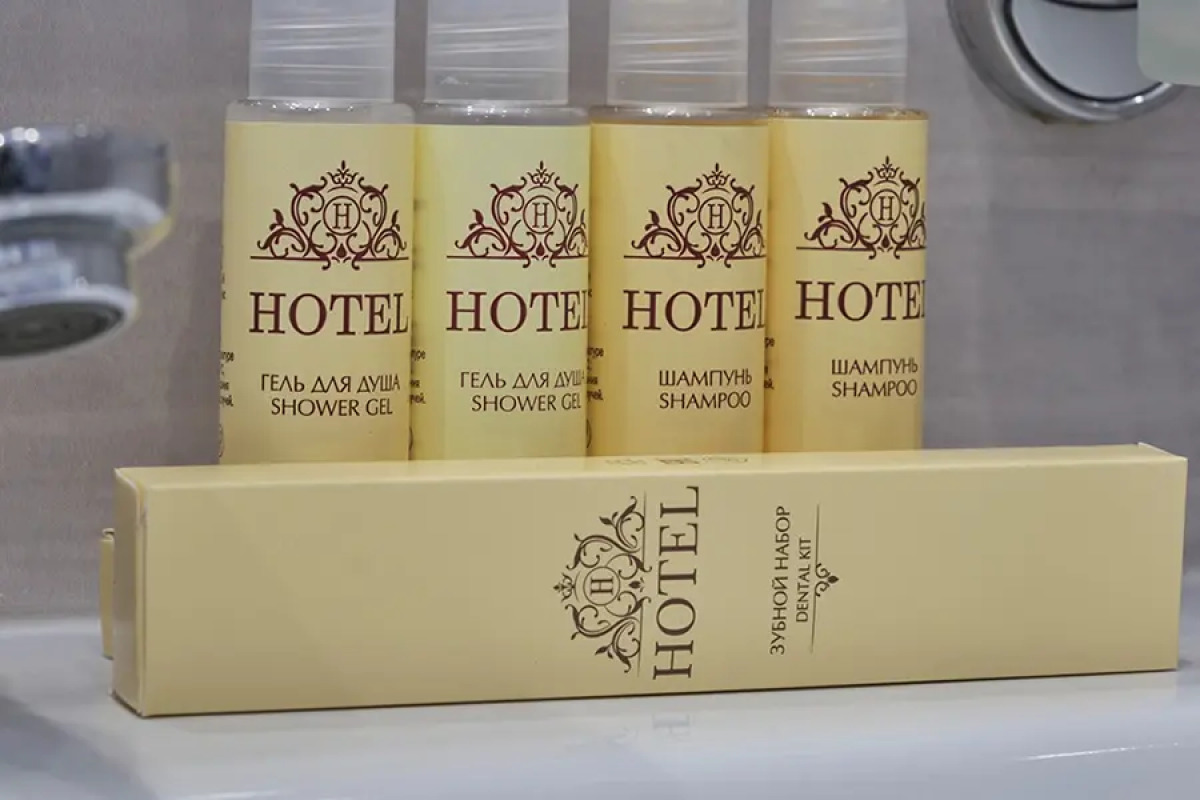 H
HOTEL
ГЕЛЬ ДЛЯ ДУША
SHOWER GEL
H
HOTEL
ГЕЛЬ ДЛЯ ДУША
SHOWER GEL
H
HOTEL
ШАМПУНЬ
SHAMPOO
H
HOTEL
ШАМПУНЬ
SHAMPOO
H
HOTEL
ЗУБНОЙ НАБОР
DENTAL KIT